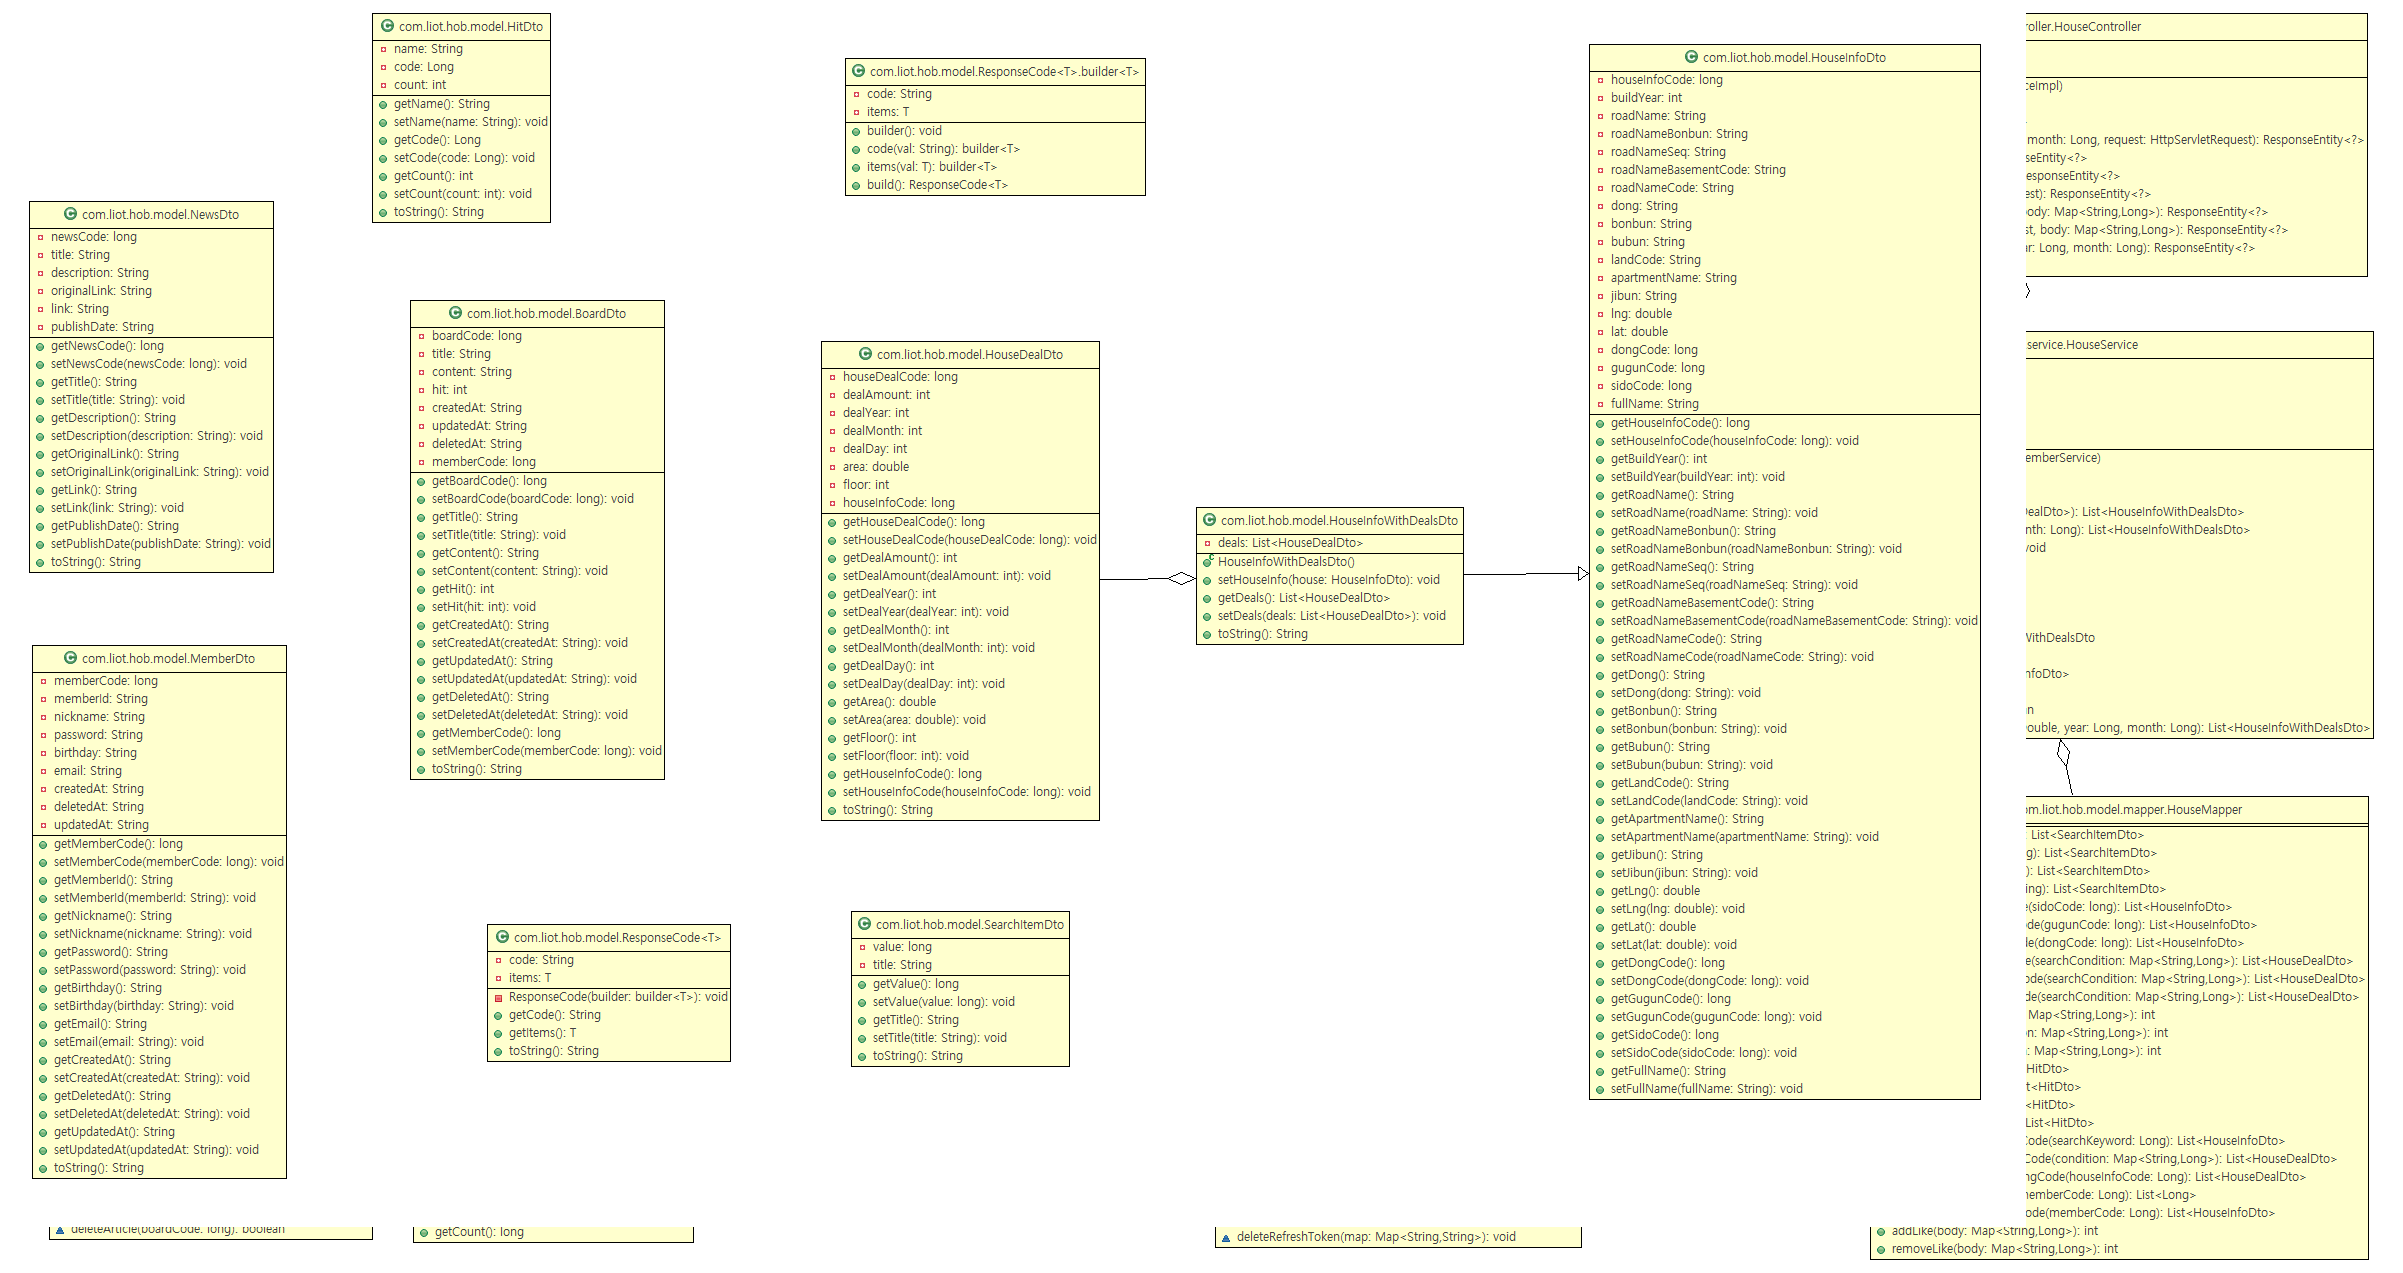 com.liot.hob.model.HitDto
name: String
code: Long
count: int
getName(): String
setName(name: String): void
getCode(): Long
setCode(code: Long): void
getCount(): int
setCount(count: int): void
toString(): String
com.liot.hob.model.ResponseCode<T>.builder<T>
code: String
items: T
builder(): void
code(val: String): builder<T>
items(val: T): builder<T>
build(): ResponseCode<T>
com.liot.hob.model.NewsDto
newsCode: long
title: String
description: String
originalLink: String
link: String
publishDate: String
getNewsCode(): long
setNewsCode(newsCode: long): void
getTitle(): String
setTitle(title: String): void
getDescription(): String
setDescription(description: String): void
getOriginalLink(): String
setOriginalLink(originalLink: String): void
getLink(): String
setLink(link: String): void
getPublishDate(): String
setPublishDate(publishDate: String): void
toString(): String
com.liot.hob.model.BoardDto
boardCode: long
title: String
content: String
hit: int
createdAt: String
updatedAt: String
deletedAt: String
memberCode: long
getBoardCode(): long
setBoardCode(boardCode: long): void
getTitle(): String
setTitle(title: String): void
getContent(): String
setContent(content: String): void
getHit(): int
setHit(hit: int): void
getCreatedAt(): String
setCreatedAt(createdAt: String): void
getUpdatedAt(): String
setUpdatedAt(updatedAt: String): void
getDeletedAt(): String
setDeletedAt(deletedAt: String): void
getMemberCode(): long
setMemberCode(memberCode: long): void
toString(): String
com.liot.hob.model.HouseDealDto
houseDealCode: long
dealAmount: int
dealYear: int
dealMonth: int
dealDay: int
area: double
floor: int
houseInfoCode: long
getHouseDealCode(): long
setHouseDealCode(houseDealCode: long): void
getDealAmount(): int
setDealAmount(dealAmount: int): void
getDealYear(): int
setDealYear(dealYear: int): void
getDealMonth(): int
setDealMonth(dealMonth: int): void
getDealDay(): int
setDealDay(dealDay: int): void
getArea(): double
setArea(area: double): void
getFloor(): int
setFloor(floor: int): void
getHouseInfoCode(): long
setHouseInfoCode(houseInfoCode: long): void
toString(): String
com.liot.hob.model.HouseInfoWithDealsDto
deals: List<HouseDealDto>
HouseInfoWithDealsDto()
setHouseInfo(house: HouseInfoDto): void
getDeals(): List<HouseDealDto>
setDeals(deals: List<HouseDealDto>): void
toString(): String
com.liot.hob.model.HouseInfoDto
houseInfoCode: long
buildYear: int
roadName: String
roadNameBonbun: String
roadNameSeq: String
roadNameBasementCode: String
roadNameCode: String
dong: String
bonbun: String
bubun: String
landCode: String
apartmentName: String
jibun: String
lng: double
lat: double
dongCode: long
gugunCode: long
sidoCode: long
fullName: String
getHouseInfoCode(): long
setHouseInfoCode(houseInfoCode: long): void
getBuildYear(): int
setBuildYear(buildYear: int): void
getRoadName(): String
setRoadName(roadName: String): void
getRoadNameBonbun(): String
setRoadNameBonbun(roadNameBonbun: String): void
getRoadNameSeq(): String
setRoadNameSeq(roadNameSeq: String): void
getRoadNameBasementCode(): String
setRoadNameBasementCode(roadNameBasementCode: String): void
getRoadNameCode(): String
setRoadNameCode(roadNameCode: String): void
getDong(): String
setDong(dong: String): void
getBonbun(): String
setBonbun(bonbun: String): void
getBubun(): String
setBubun(bubun: String): void
getLandCode(): String
setLandCode(landCode: String): void
getApartmentName(): String
setApartmentName(apartmentName: String): void
getJibun(): String
setJibun(jibun: String): void
getLng(): double
setLng(lng: double): void
getLat(): double
setLat(lat: double): void
getDongCode(): long
setDongCode(dongCode: long): void
getGugunCode(): long
setGugunCode(gugunCode: long): void
getSidoCode(): long
setSidoCode(sidoCode: long): void
getFullName(): String
setFullName(fullName: String): void
com.liot.hob.model.MemberDto
memberCode: long
memberId: String
nickname: String
password: String
birthday: String
email: String
createdAt: String
deletedAt: String
updatedAt: String
getMemberCode(): long
setMemberCode(memberCode: long): void
getMemberId(): String
setMemberId(memberId: String): void
getNickname(): String
setNickname(nickname: String): void
getPassword(): String
setPassword(password: String): void
getBirthday(): String
setBirthday(birthday: String): void
getEmail(): String
setEmail(email: String): void
getCreatedAt(): String
setCreatedAt(createdAt: String): void
getDeletedAt(): String
setDeletedAt(deletedAt: String): void
getUpdatedAt(): String
setUpdatedAt(updatedAt: String): void
toString(): String
com.liot.hob.model.ResponseCode<T>
code: String
items: T
ResponseCode(builder: builder<T>): void
getCode(): String
getItems(): T
toString(): String
com.liot.hob.model.SearchItemDto
value: long
title: String
getValue(): long
setValue(value: long): void
getTitle(): String
setTitle(title: String): void
toString(): String
roller.HouseController
ceImpl)
month: Long, request: HttpServletRequest): ResponseEntity<?>
seEntity<?>
esponseEntity<?>
est): ResponseEntity<?>
body: Map<String,Long>): ResponseEntity<?>
st, body: Map<String,Long>): ResponseEntity<?>
ar: Long, month: Long): ResponseEntity<?>
service.HouseService
emberService)
DealDto>): List<HouseInfoWithDealsDto>
nth: Long): List<HouseInfoWithDealsDto>
void
WithDealsDto
nfoDto>
an
ouble, year: Long, month: Long): List<HouseInfoWithDealsDto>
om.liot.hob.model.mapper.HouseMapper
: List<SearchItemDto>
g): List<SearchItemDto>
): List<SearchItemDto>
ing): List<SearchItemDto>
e(sidoCode: long): List<HouseInfoDto>
ode(gugunCode: long): List<HouseInfoDto>
de(dongCode: long): List<HouseInfoDto>
e(searchCondition: Map<String,Long>): List<HouseDealDto>
ode(searchCondition: Map<String,Long>): List<HouseDealDto>
de(searchCondition: Map<String,Long>): List<HouseDealDto>
Map<String,Long>): int
n: Map<String,Long>): int
: Map<String,Long>): int
HitDto>
t<HitDto>
<HitDto>
List<HitDto>
Code(searchKeyword: Long): List<HouseInfoDto>
Code(condition: Map<String,Long>): List<HouseDealDto>
ngCode(houseInfoCode: Long): List<HouseDealDto>
memberCode: Long): List<Long>
ode(memberCode: Long): List<HouseInfoDto>
addLike(body: Map<String,Long>): int
removeLike(body: Map<String,Long>): int
deleteArticle(boardCode: long): boolean
getCount(): long
deleteRefreshToken(map: Map<String,String>): void